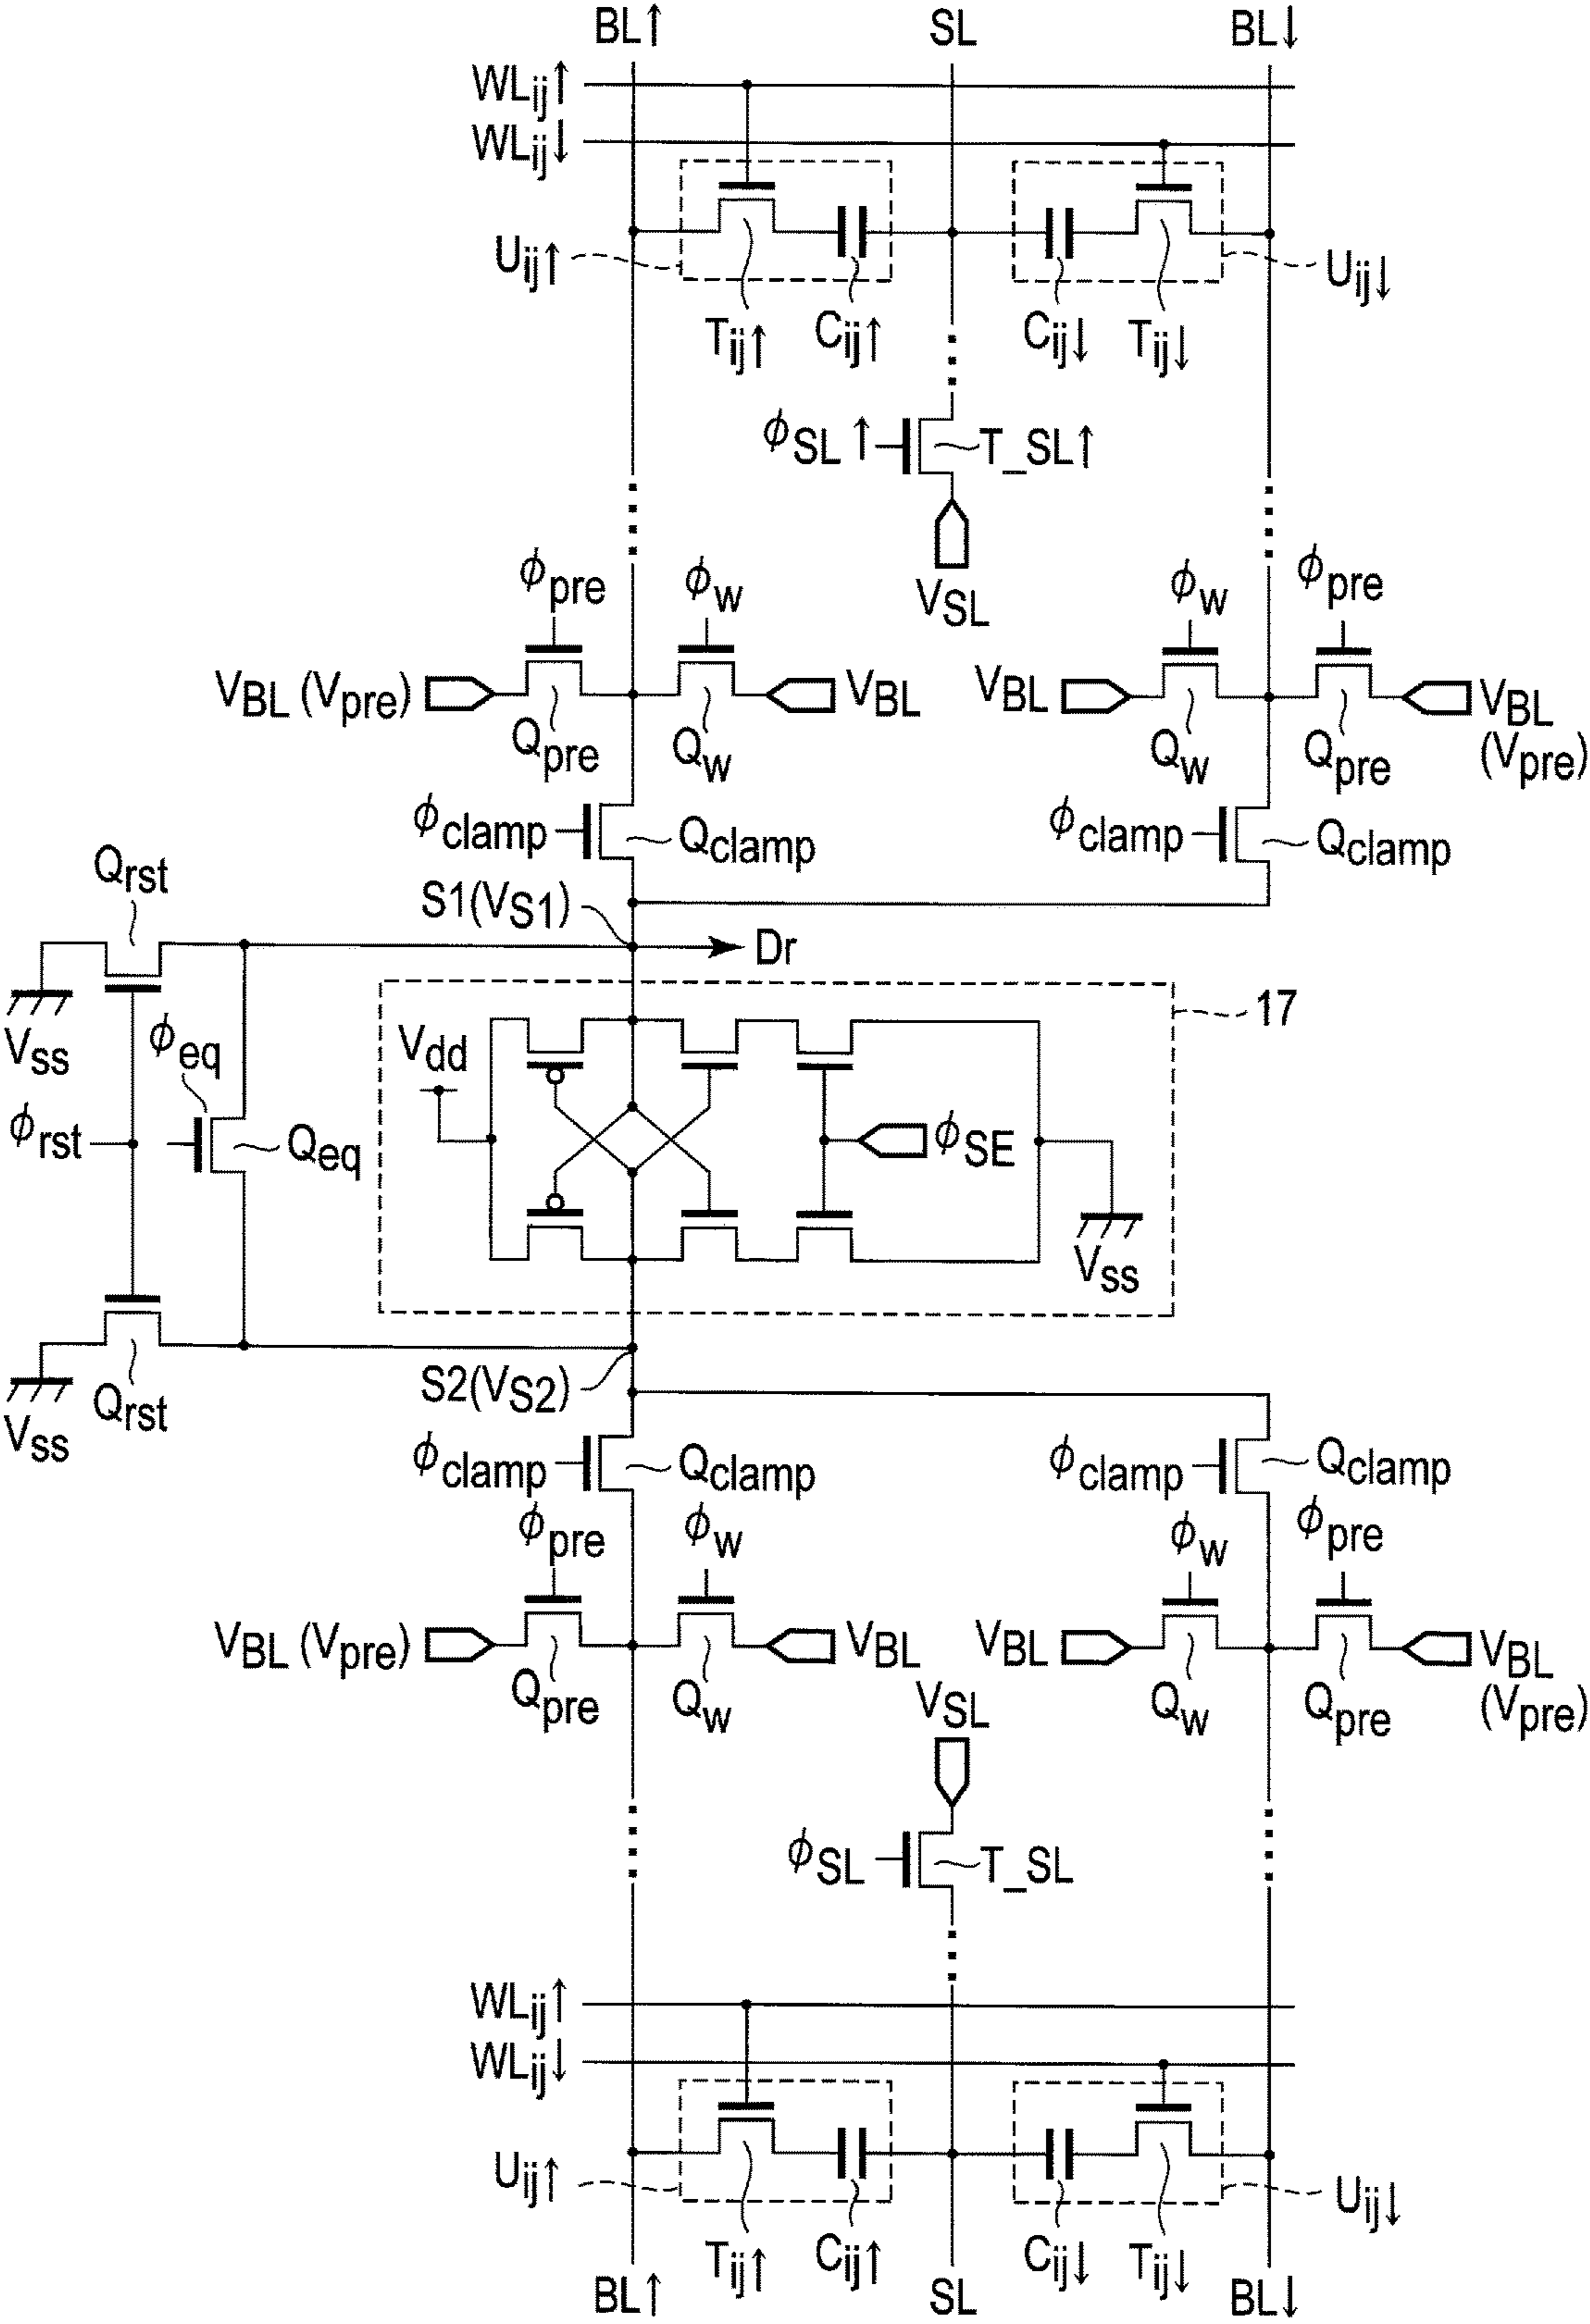 BL↑ SL BL↓
WLij↑
WLij↓
Uij↑ Uij↓
Tij↑ Cij↑ Cij↓ Tij↓
ϕSL↑ T_SL↑
VSL
ϕpre ϕw ϕw ϕpre
VBL (Vpre) VBL VBL VBL
(Vpre)
Qpre Qw Qw Qpre
ϕclamp Qclamp ϕclamp Qclamp
Qrst S1(VS1)
Dr
Vss ϕeq Vdd 17
ϕrst Qeq ϕSE
Vss
S2(VS2)
Vss Qrst
ϕclamp Qclamp ϕclamp Qclamp
ϕpre ϕw ϕw ϕpre
VBL (Vpre) VBL VBL VBL
(Vpre)
Qpre Qw VSL Qw Qpre
ϕSL T_SL
WLij↑
WLij↓
Uij↑ Uij↓
Tij↑ Cij↑ Cij↓ Tij↓
BL↑ SL BL↓